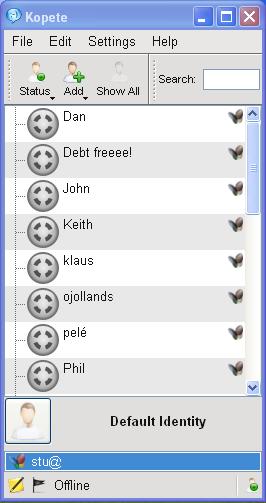 Kopete
File Edit Settings Help
Status Add Show All Search:
Dan
Debt freeee!
John
Keith
klaus
ojollands
pelé
Phil
Default Identity
stu@
Offline